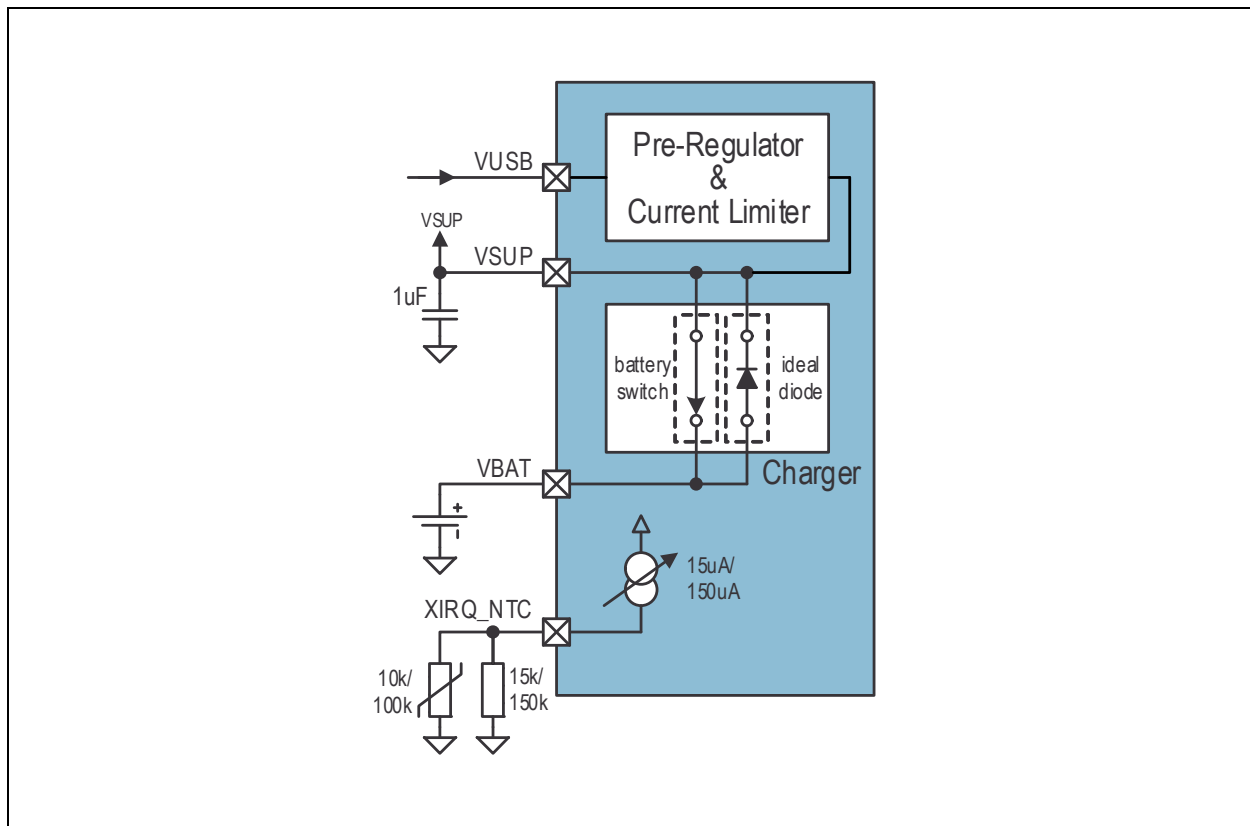 Pre-Regulator
&
Current Limiter
VUSB
VSUP
VSUP
1uF
battery
switch
ideal
diode
VBAT
Charger
+
15uA/
150uA
XIRQ_NTC
10k/
100k
15k/
150k